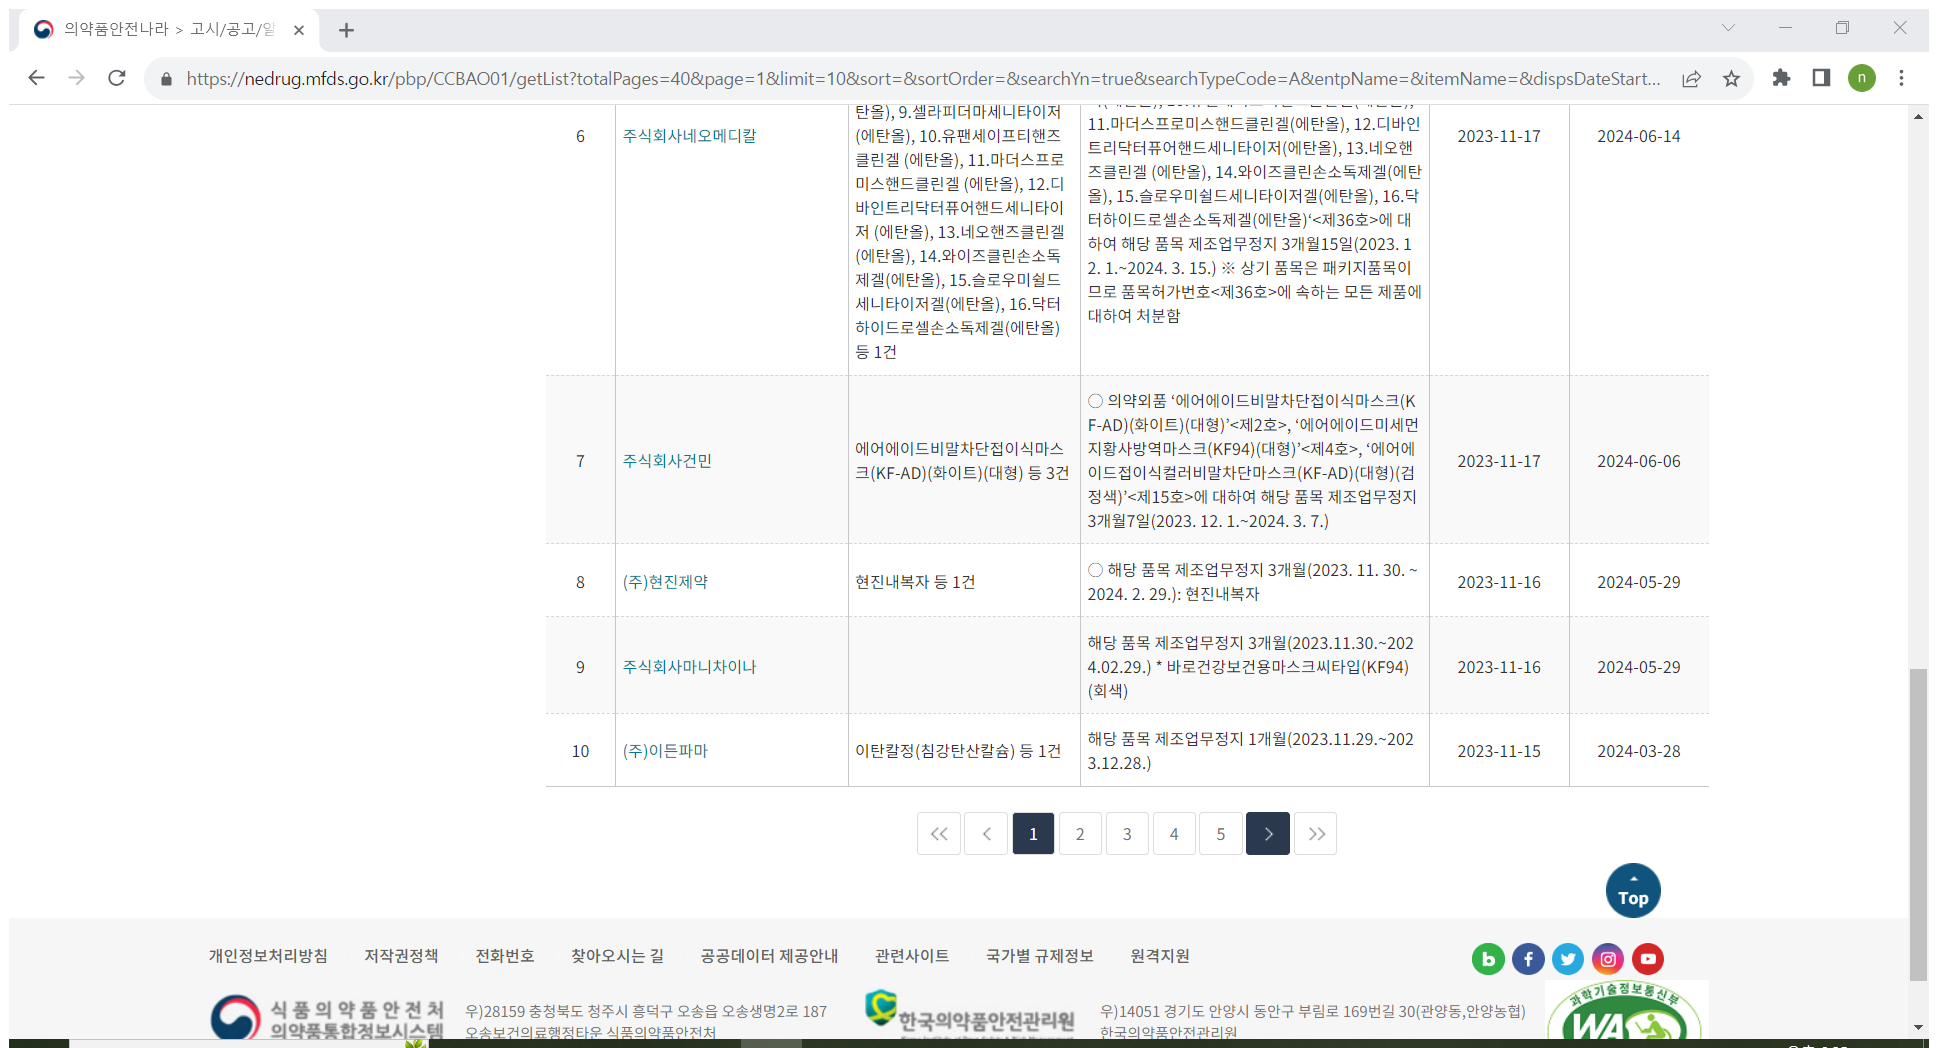 의약품안전나라 > 고시/공고/알
https://nedrug.mfds.go.kr/pbp/CCBAO01/getList?totalPages=40&page=1&limit=10&sort=&sortOrder=&searchYn=true&searchTypeCode=A&entpName=&itemName=&dispsDateStart...
n
6
주식회사네오메디칼
탄올), 9.셀라피더마세니타이저
(에탄올), 10.유팬세이프티핸즈
클린겔 (에탄올), 11.마더스프로
미스핸드클린겔 (에탄올), 12.디
바인트리닥터퓨어핸드세니타이
저 (에탄올), 13.네오핸즈클린겔
(에탄올), 14.와이즈클린손소독
제겔(에탄올), 15.슬로우미쉴드
세니타이저겔(에탄올), 16.닥터
하이드로셀손소독제겔(에탄올)
등 1건
11.마더스프로미스핸드클린겔(에탄올), 12.디바인
트리닥터퓨어핸드세니타이저(에탄올), 13.네오핸
즈클린겔 (에탄올), 14.와이즈클린손소독제겔(에탄
올), 15.슬로우미쉴드세니타이저겔(에탄올), 16.닥
터하이드로셀손소독제겔(에탄올)‘<제36호>에 대
하여 해당 품목 제조업무정지 3개월15일(2023. 1
2. 1.~2024. 3. 15.) ※ 상기 품목은 패키지품목이
므로 품목허가번호<제36호>에 속하는 모든 제품에
대하여 처분함
2023-11-17
2024-06-14
7
주식회사건민
에어에이드비말차단접이식마스
크(KF-AD)(화이트)(대형) 등 3건
○ 의약외품 ‘에어에이드비말차단접이식마스크(K
F-AD)(화이트)(대형)’<제2호>, ‘에어에이드미세먼
지황사방역마스크(KF94)(대형)’<제4호>, ‘에어에
이드접이식컬러비말차단마스크(KF-AD)(대형)(검
정색)’<제15호>에 대하여 해당 품목 제조업무정지
3개월7일(2023. 12. 1.~2024. 3. 7.)
2023-11-17
2024-06-06
8
(주)현진제약
현진내복자 등 1건
○ 해당 품목 제조업무정지 3개월(2023. 11. 30. ~
2024. 2. 29.): 현진내복자
2023-11-16
2024-05-29
9
주식회사마니차이나
해당 품목 제조업무정지 3개월(2023.11.30.~202
4.02.29.) * 바로건강보건용마스크씨타입(KF94)
(회색)
2023-11-16
2024-05-29
10
(주)이든파마
이탄칼정(침강탄산칼슘) 등 1건
해당 품목 제조업무정지 1개월(2023.11.29.~202
3.12.28.)
2023-11-15
2024-03-28
1 2 3 4 5
Top
개인정보처리방침 저작권정책 전화번호 찾아오시는 길 공공데이터 제공안내 관련사이트 국가별 규제정보 원격지원
식품의약품안전처
의약품통합정보시스템
우)28159 충청북도 청주시 흥덕구 오송읍 오송생명2로 187
오송보건의료행정타운 식품의약품안전처
한국의약품안전관리원
우)14051 경기도 안양시 동안구 부림로 169번길 30(관양동,안양농협)
한국의약품안전관리원
과학기술정보통신부
WA